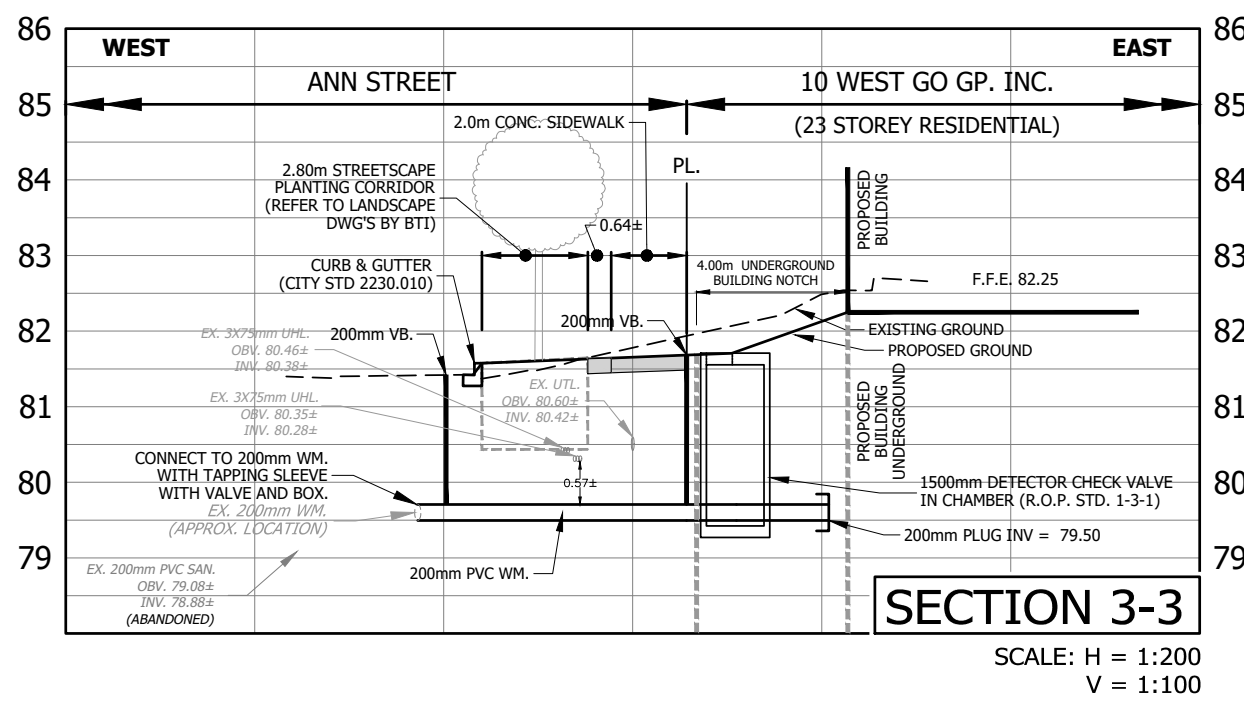 86
85
84
83
82
81
80
79
WEST
EAST
ANN STREET
10 WEST GO GP. INC.
(23 STOREY RESIDENTIAL)
2.0m CONC. SIDEWALK
PL.
2.80m STREETSCAPE
PLANTING CORRIDOR
(REFER TO LANDSCAPE
DWG'S BY BTI)
0.64±
PROPOSED
BUILDING
CURB & GUTTER
(CITY STD 2230.010)
4.00m UNDERGROUND
BUILDING NOTCH
F.F.E. 82.25
EX. 3X75mm UHL.
OBV. 80.46±
INV. 80.38±
200mm VB.
200mm VB.
EXISTING GROUND
PROPOSED GROUND
EX. 3X75mm UHL.
OBV. 80.35±
INV. 80.28±
EX. UTL.
OBV. 80.60±
INV. 80.42±
PROPOSED
BUILDING
UNDERGROUND
CONNECT TO 200mm WM.
WITH TAPPING SLEEVE
WITH VALVE AND BOX.
EX. 200mm WM.
(APPROX. LOCATION)
0.57±
1500mm DETECTOR CHECK VALVE
IN CHAMBER (R.O.P. STD. 1-3-1)
200mm PLUG INV = 79.50
EX. 200mm PVC SAN.
OBV. 79.08±
INV. 78.88±
(ABANDONED)
200mm PVC WM.
86
85
84
83
82
81
80
79
SECTION 3-3
SCALE: H = 1:200
V = 1:100